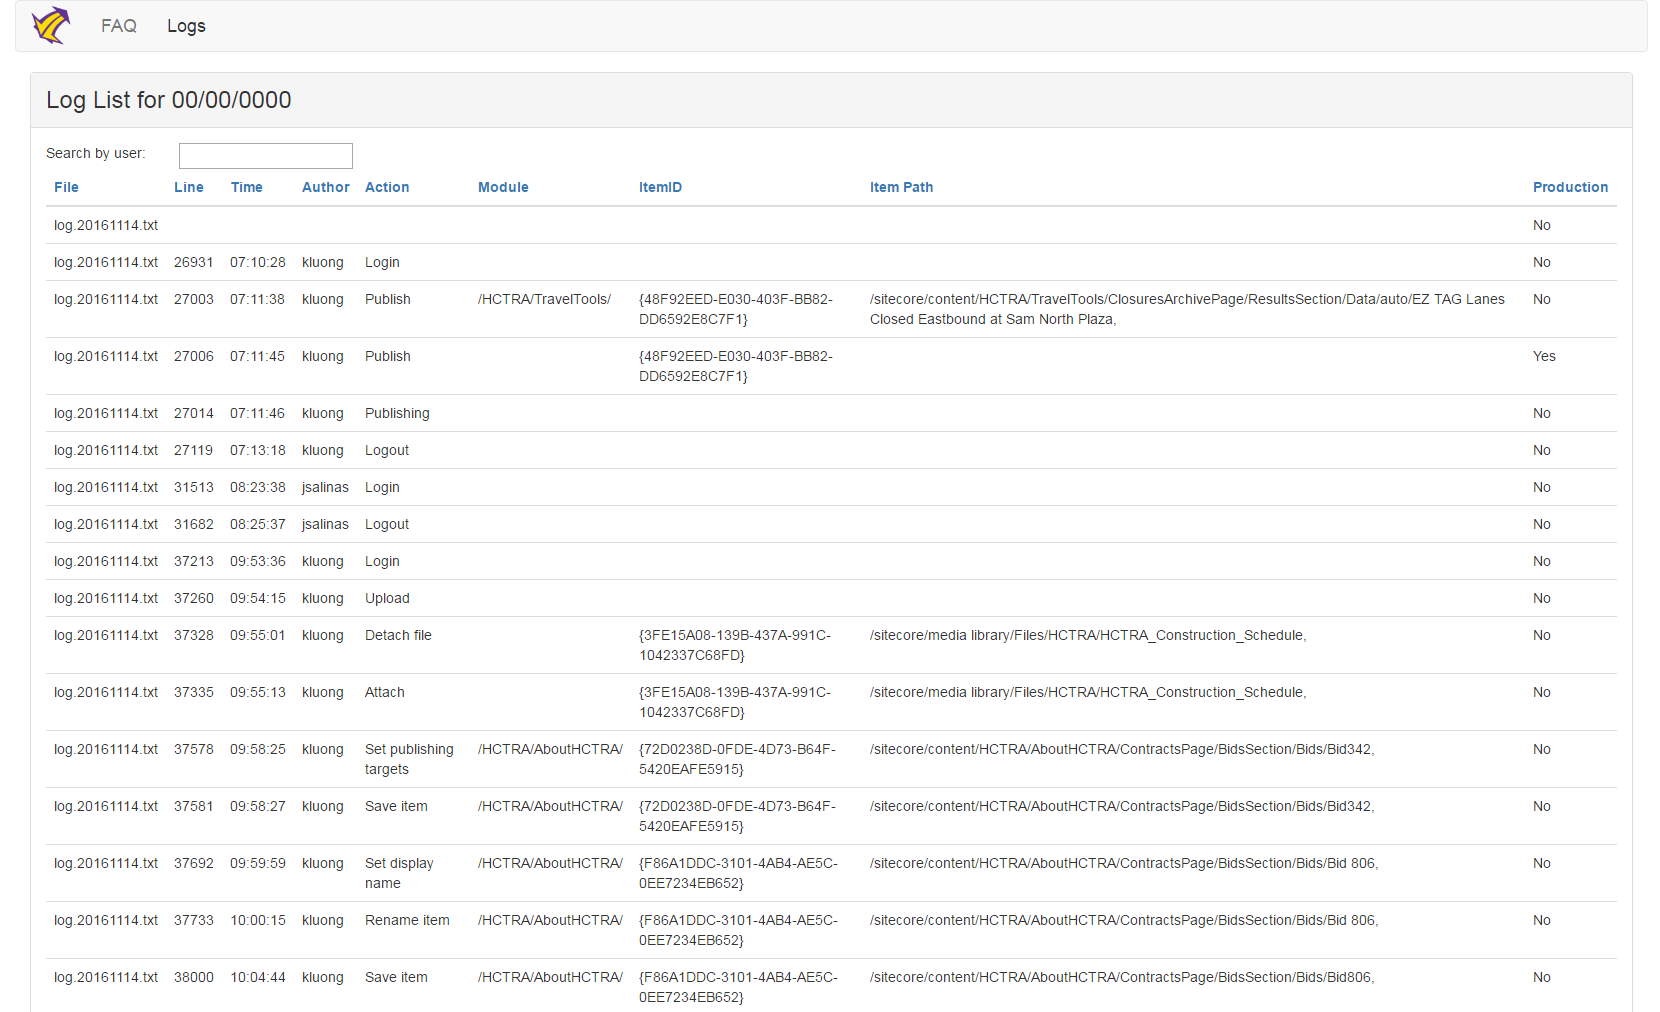 FAQ Logs
Log List for 00/00/0000
Search by user:
File Line Time Author Action Module ItemID Item Path Production
log.20161114.txt No
log.20161114.txt 26931 07:10:28 kluong Login No
log.20161114.txt 27003 07:11:38 kluong Publish /HCTRA/TravelTools/ {48F92EED-E030-403F-BB82- /sitecore/content/HCTRA/TravelTools/ClosuresArchivePage/ResultsSection/Data/auto/EZ TAG Lanes No
DD6592E8C7F1} Closed Eastbound at Sam North Plaza,
log.20161114.txt 27006 07:11:45 kluong Publish {48F92EED-E030-403F-BB82- Yes
DD6592E8C7F1}
log.20161114.txt 27014 07:11:46 kluong Publishing No
log.20161114.txt 27119 07:13:18 kluong Logout No
log.20161114.txt 31513 08:23:38 jsalinas Login No
log.20161114.txt 31682 08:25:37 jsalinas Logout No
log.20161114.txt 37213 09:53:36 kluong Login No
log.20161114.txt 37260 09:54:15 kluong Upload No
log.20161114.txt 37328 09:55:01 kluong Detach file {3FE15A08-139B-437A-991C- /sitecore/media library/Files/HCTRA/HCTRA_Construction_Schedule, No
1042337C68FD}
log.20161114.txt 37335 09:55:13 kluong Attach {3FE15A08-139B-437A-991C- /sitecore/media library/Files/HCTRA/HCTRA_Construction_Schedule, No
1042337C68FD}
log.20161114.txt 37578 09:58:25 kluong Set publishing /HCTRA/AboutHCTRA/ {72D0238D-0FDE-4D73-B64F- /sitecore/content/HCTRA/AboutHCTRA/ContractsPage/BidsSection/Bids/Bid342, No
targets 5420EAFE5915}
log.20161114.txt 37581 09:58:27 kluong Save item /HCTRA/AboutHCTRA/ {72D0238D-0FDE-4D73-B64F- /sitecore/content/HCTRA/AboutHCTRA/ContractsPage/BidsSection/Bids/Bid342, No
5420EAFE5915}
log.20161114.txt 37692 09:59:59 kluong Set display /HCTRA/AboutHCTRA/ {F86A1DDC-3101-4AB4-AE5C- /sitecore/content/HCTRA/AboutHCTRA/ContractsPage/BidsSection/Bids/Bid 806, No
name 0EE7234EB652}
log.20161114.txt 37733 10:00:15 kluong Rename item /HCTRA/AboutHCTRA/ {F86A1DDC-3101-4AB4-AE5C- /sitecore/content/HCTRA/AboutHCTRA/ContractsPage/BidsSection/Bids/Bid 806, No
0EE7234EB652}
log.20161114.txt 38000 10:04:44 kluong Save item /HCTRA/AboutHCTRA/ {F86A1DDC-3101-4AB4-AE5C- /sitecore/content/HCTRA/AboutHCTRA/ContractsPage/BidsSection/Bids/Bid806, No
0EE7234EB652}